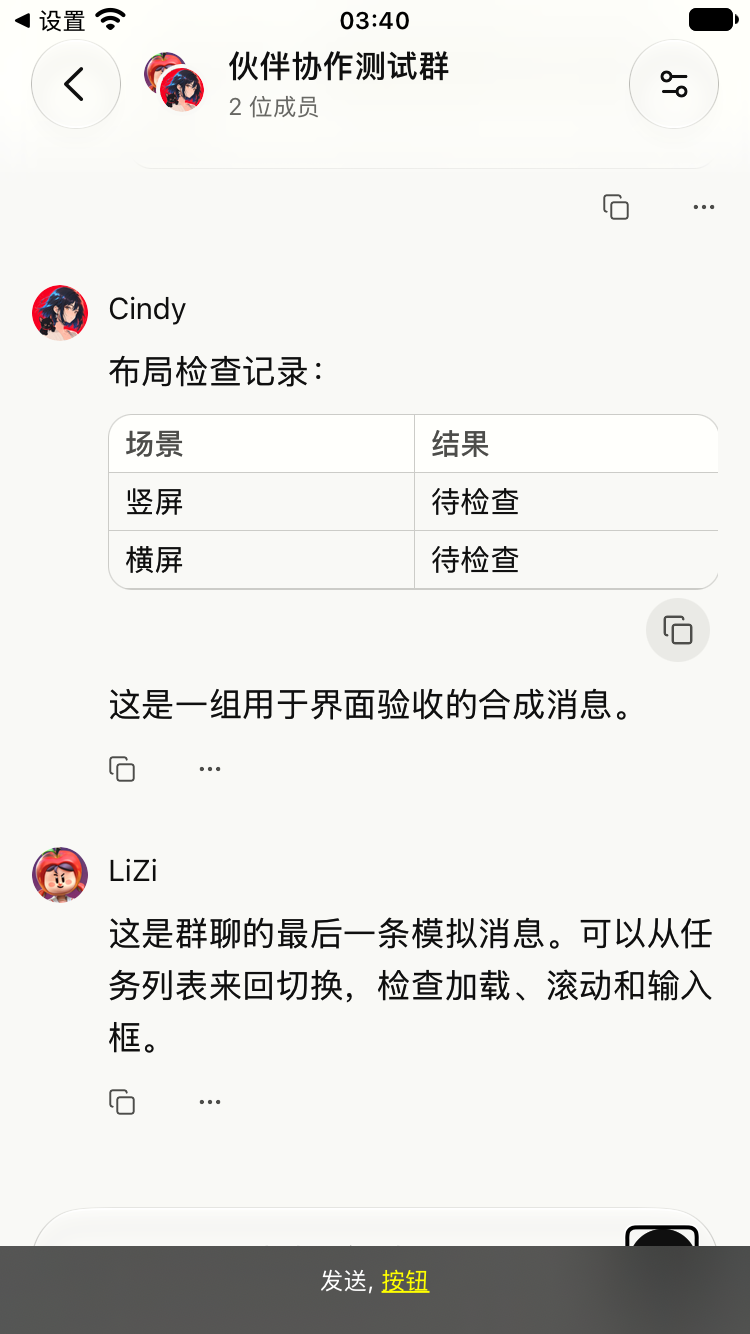 设置
03:40
伙伴协作测试群
2 位成员
Cindy
布局检查记录：
场景 结果
竖屏 待检查
横屏 待检查
这是一组用于界面验收的合成消息。
LiZi
这是群聊的最后一条模拟消息。可以从任
务列表来回切换，检查加载、滚动和输入
框。
发送, 按钮